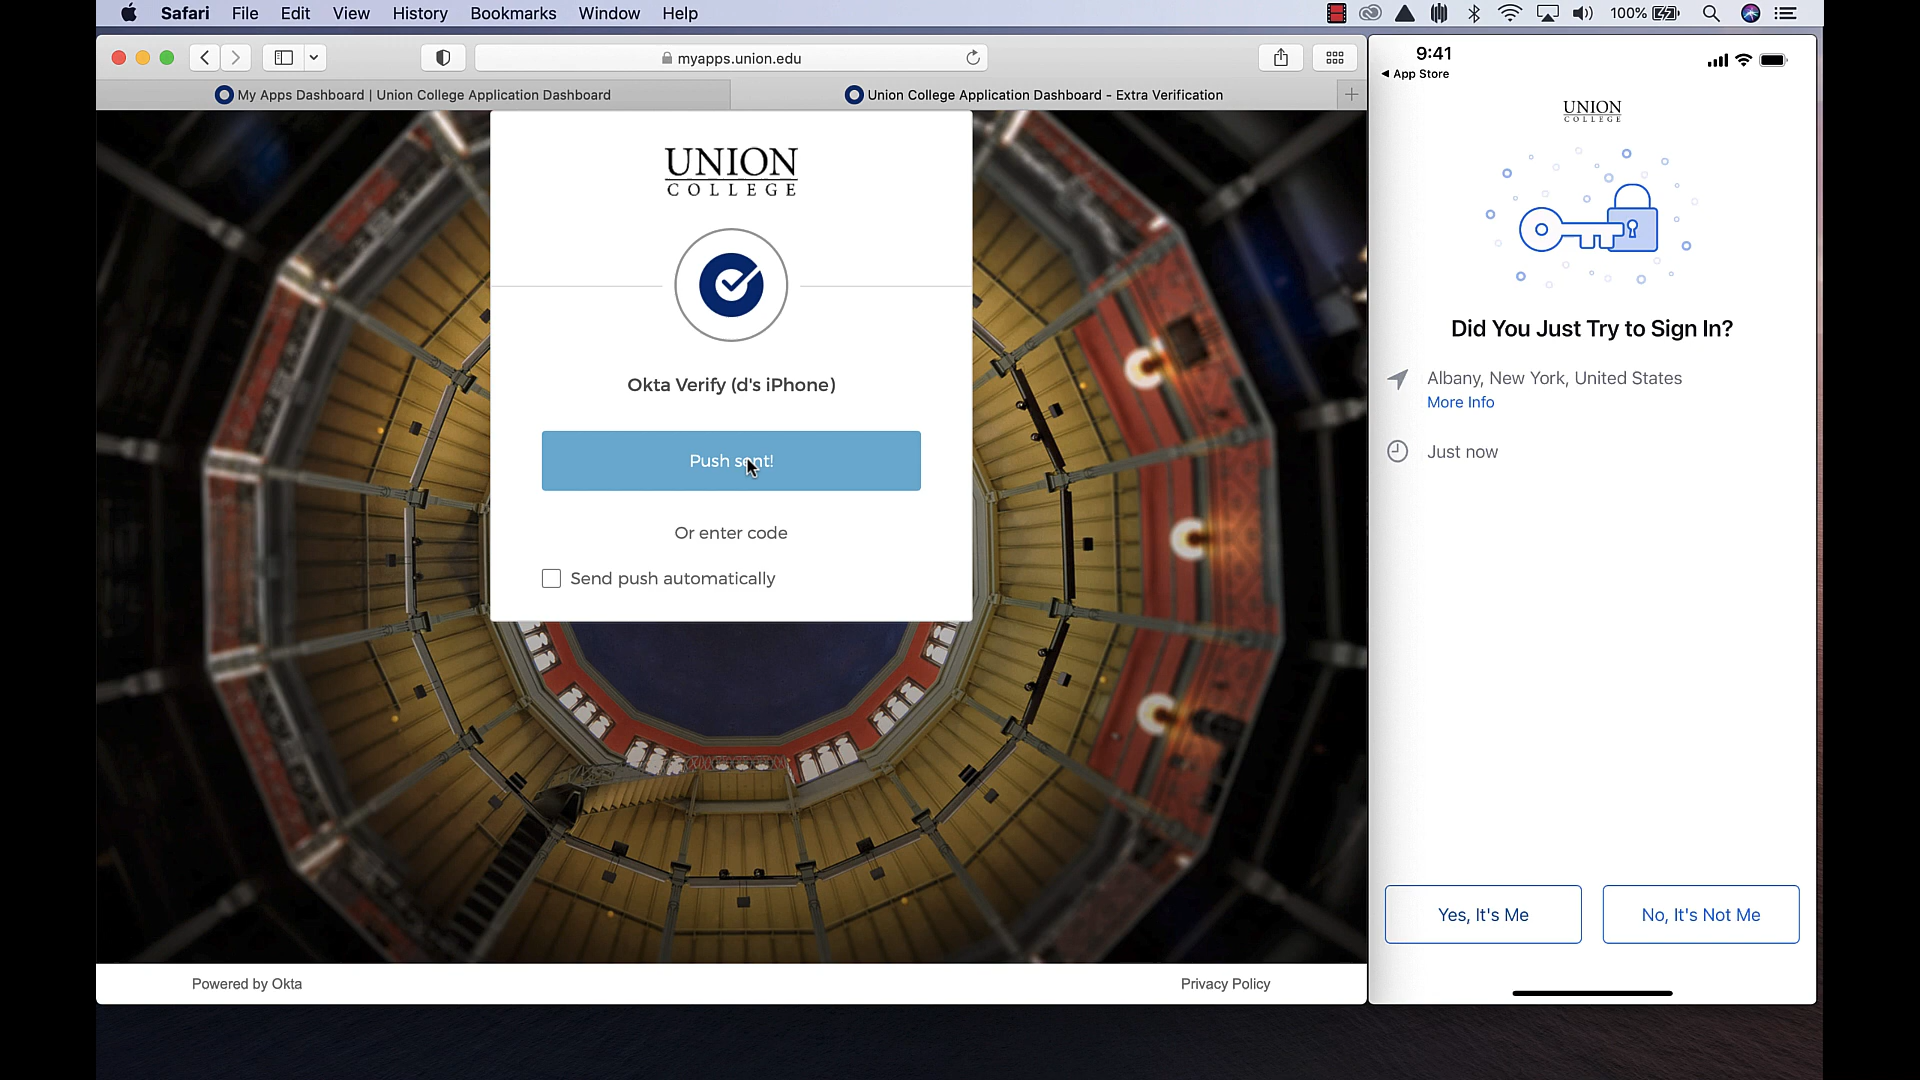 Safari File Edit View History Bookmarks Window Help
100%
myapps.union.edu
My Apps Dashboard | Union College Application Dashboard
Union College Application Dashboard - Extra Verification
UNION
COLLEGE
Okta Verify (d's iPhone)
Push sent!
Or enter code
Send push automatically
Powered by Okta
Privacy Policy
9:41
App Store
UNION
COLLEGE
Did You Just Try to Sign In?
Albany, New York, United States
More Info
Just now
Yes, It's Me
No, It's Not Me